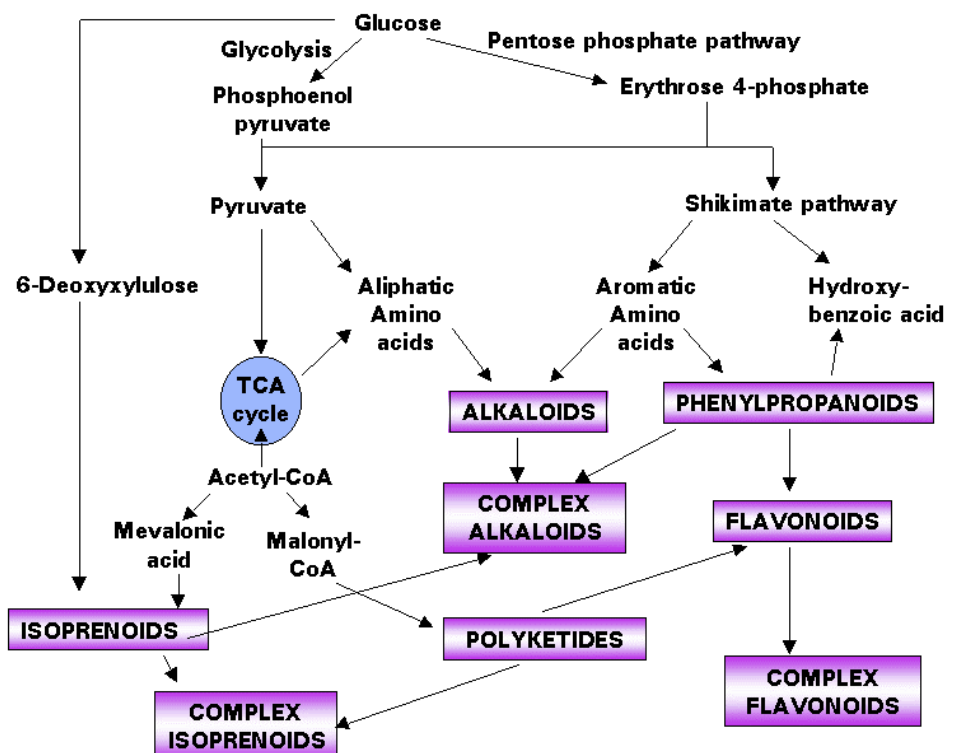 Glucose
Glycolysis
Pentose phosphate pathway
Phosphoenol
pyruvate
Erythrose 4-phosphate
Pyruvate
Shikimate pathway
6-Deoxyxylulose
Aliphatic
Amino
acids
Aromatic
Amino
acids
Hydroxy-
benzoic acid
TCA
cycle
ALKALOIDS
PHENYLPROPANOIDS
Acetyl-CoA
COMPLEX
ALKALOIDS
FLAVONOIDS
Mevalonic
acid
Malonyl-
CoA
ISOPRENOIDS
POLYKETIDES
COMPLEX
FLAVONOIDS
COMPLEX
ISOPRENOIDS